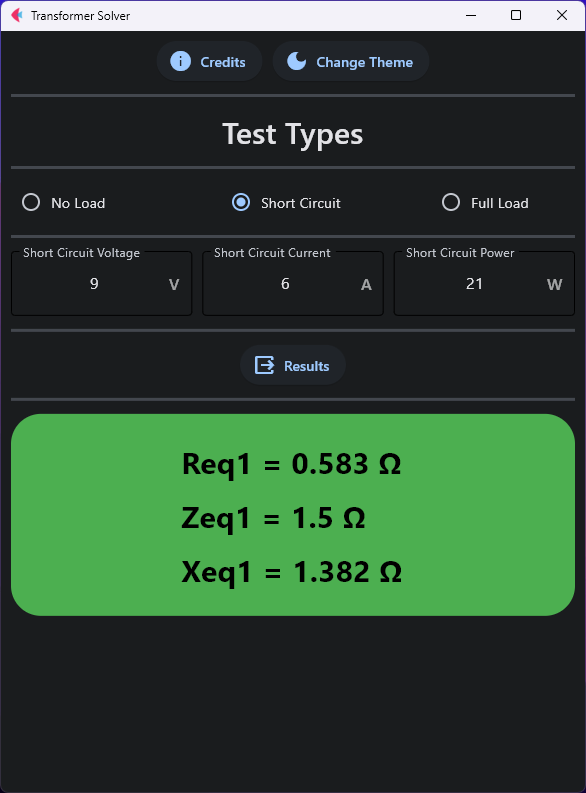 Transformer Solver
Credits Change Theme
Test Types
No Load Short Circuit Full Load
Short Circuit Voltage Short Circuit Current Short Circuit Power
9 V 6 A 21 W
Results
Req1 = 0.583 Ω
Zeq1 = 1.5 Ω
Xeq1 = 1.382 Ω